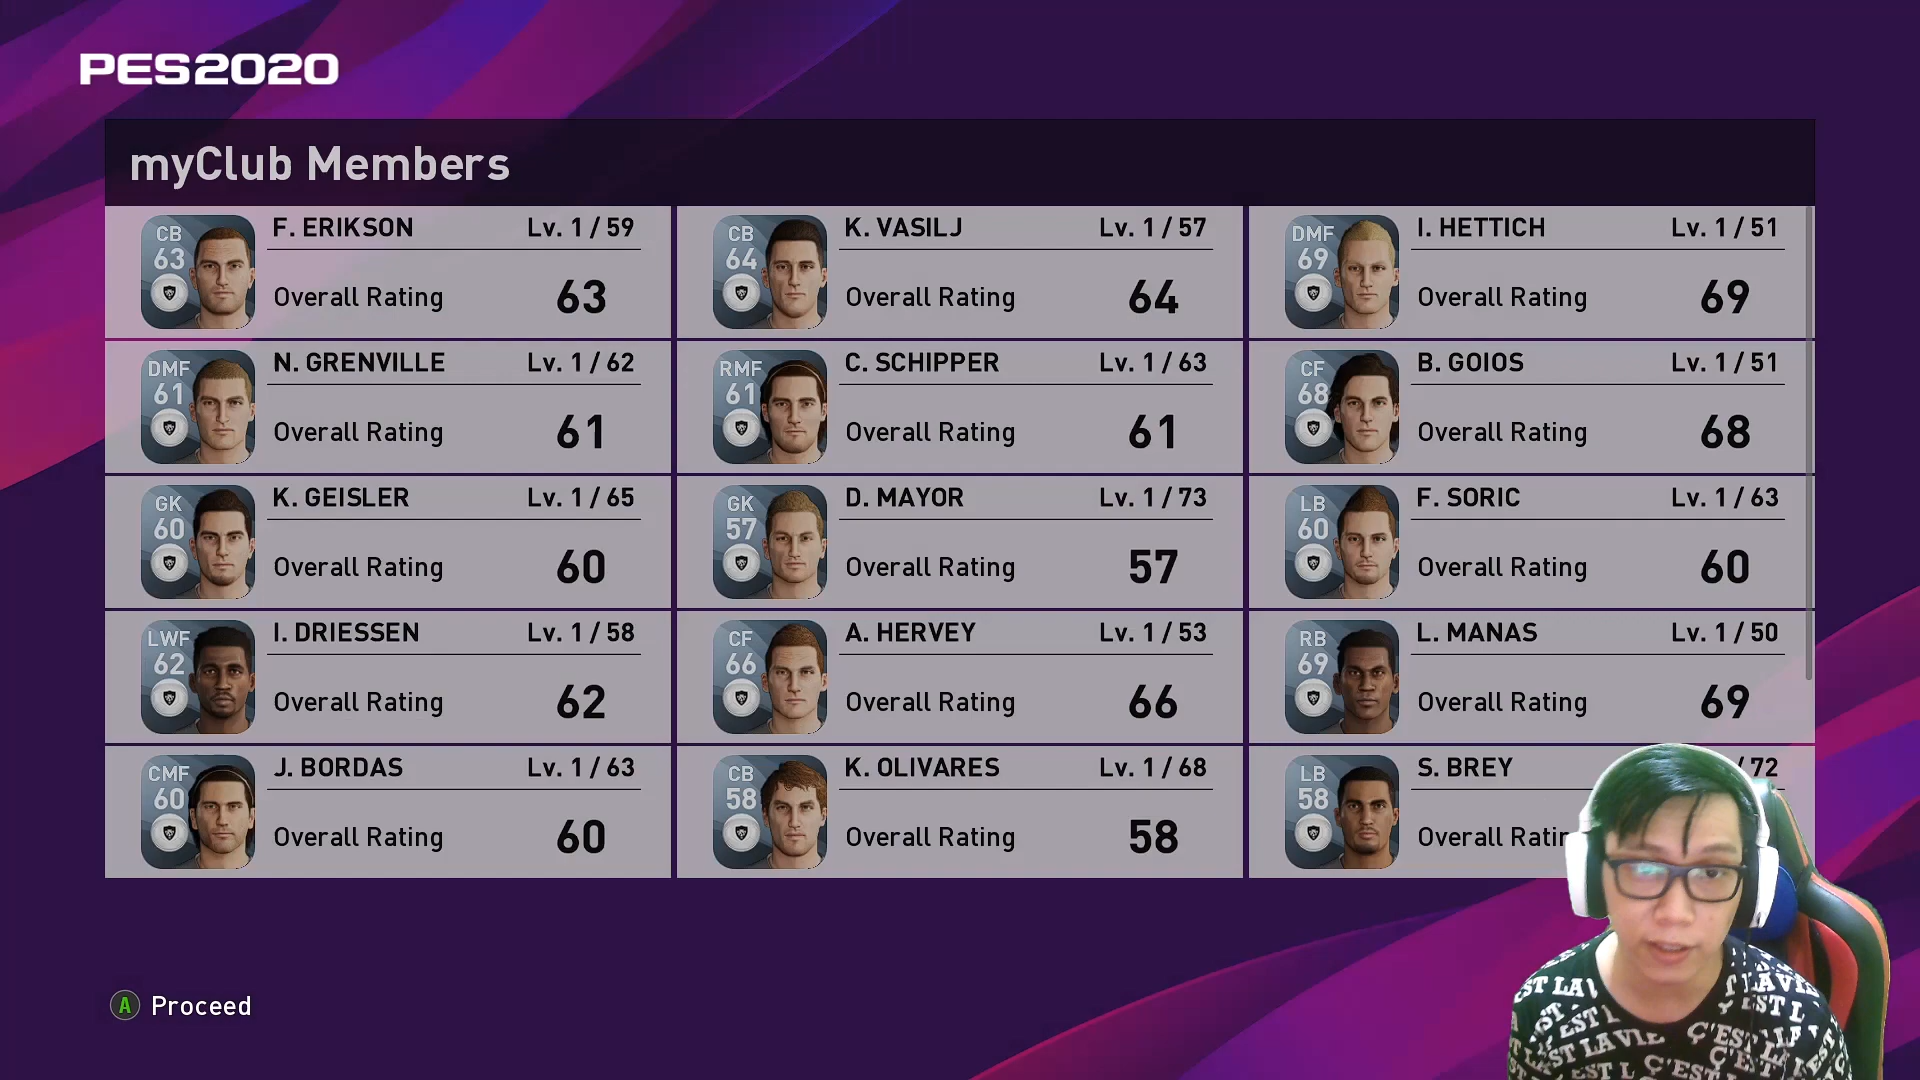 PES2020
myClub Members
CB 63 F. ERIKSON Lv. 1 / 59
Overall Rating 63
CB 64 K. VASILJ Lv. 1 / 57
Overall Rating 64
DMF 69 I. HETTICH Lv. 1 / 51
Overall Rating 69
DMF 61 N. GRENVILLE Lv. 1 / 62
Overall Rating 61
RMF 61 C. SCHIPPER Lv. 1 / 63
Overall Rating 61
CF 68 B. GOIOS Lv. 1 / 51
Overall Rating 68
GK 60 K. GEISLER Lv. 1 / 65
Overall Rating 60
GK 57 D. MAYOR Lv. 1 / 73
Overall Rating 57
LB 60 F. SORIC Lv. 1 / 63
Overall Rating 60
LWF 62 I. DRIESSEN Lv. 1 / 58
Overall Rating 62
CF 66 A. HERVEY Lv. 1 / 53
Overall Rating 66
RB 69 L. MANAS Lv. 1 / 50
Overall Rating 69
CMF 60 J. BORDAS Lv. 1 / 63
Overall Rating 60
CB 58 K. OLIVARES Lv. 1 / 68
Overall Rating 58
LB 58 S. BREY / 72
Overall
A Proceed
C'EST LA VIE